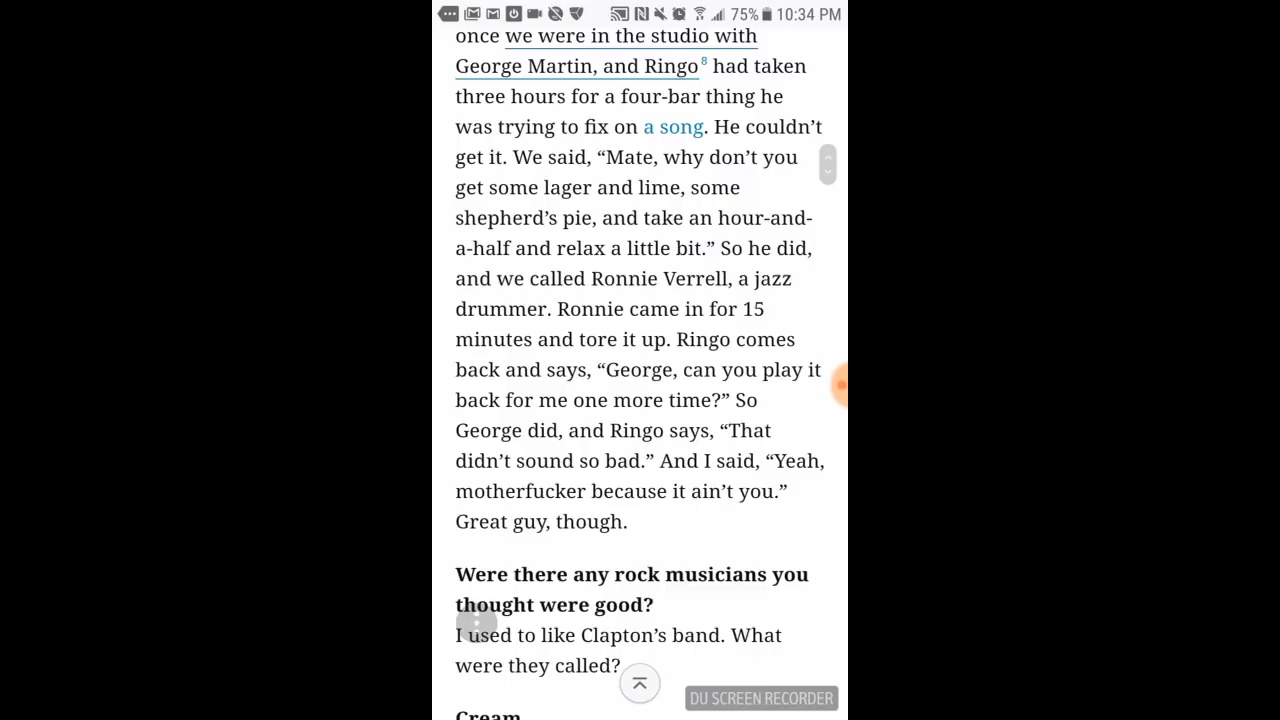 75% 10:34 PM
once we were in the studio with
George Martin, and Ringo 8 had taken
three hours for a four-bar thing he
was trying to fix on a song. He couldn’t
get it. We said, “Mate, why don’t you
get some lager and lime, some
shepherd’s pie, and take an hour-and-
a-half and relax a little bit.” So he did,
and we called Ronnie Verrell, a jazz
drummer. Ronnie came in for 15
minutes and tore it up. Ringo comes
back and says, “George, can you play it
back for me one more time?” So
George did, and Ringo says, “That
didn’t sound so bad.” And I said, “Yeah,
motherfucker because it ain’t you.”
Great guy, though.
Were there any rock musicians you
thought were good?
I used to like Clapton’s band. What
were they called?
DU SCREEN RECORDER
Cream